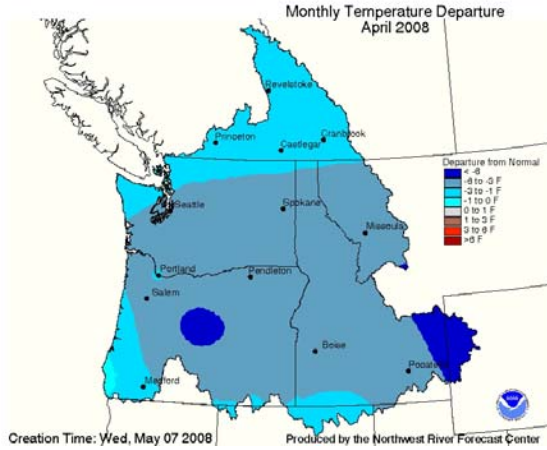 Monthly Temperature Departure
April 2008
Revelstoke
Princeton
Cranbrook
Castlegar
Departure from Normal
< -6
-6 to -3 F
-3 to -1 F
-1 to 0 F
0 to 1 F
1 to 3 F
3 to 6 F
>6 F
Seattle
Spokane
Missoula
Portland
Pendleton
Salem
Boise
Medford
Creation Time: Wed, May 07 2008
Produced by the Northwest River Forecast Center